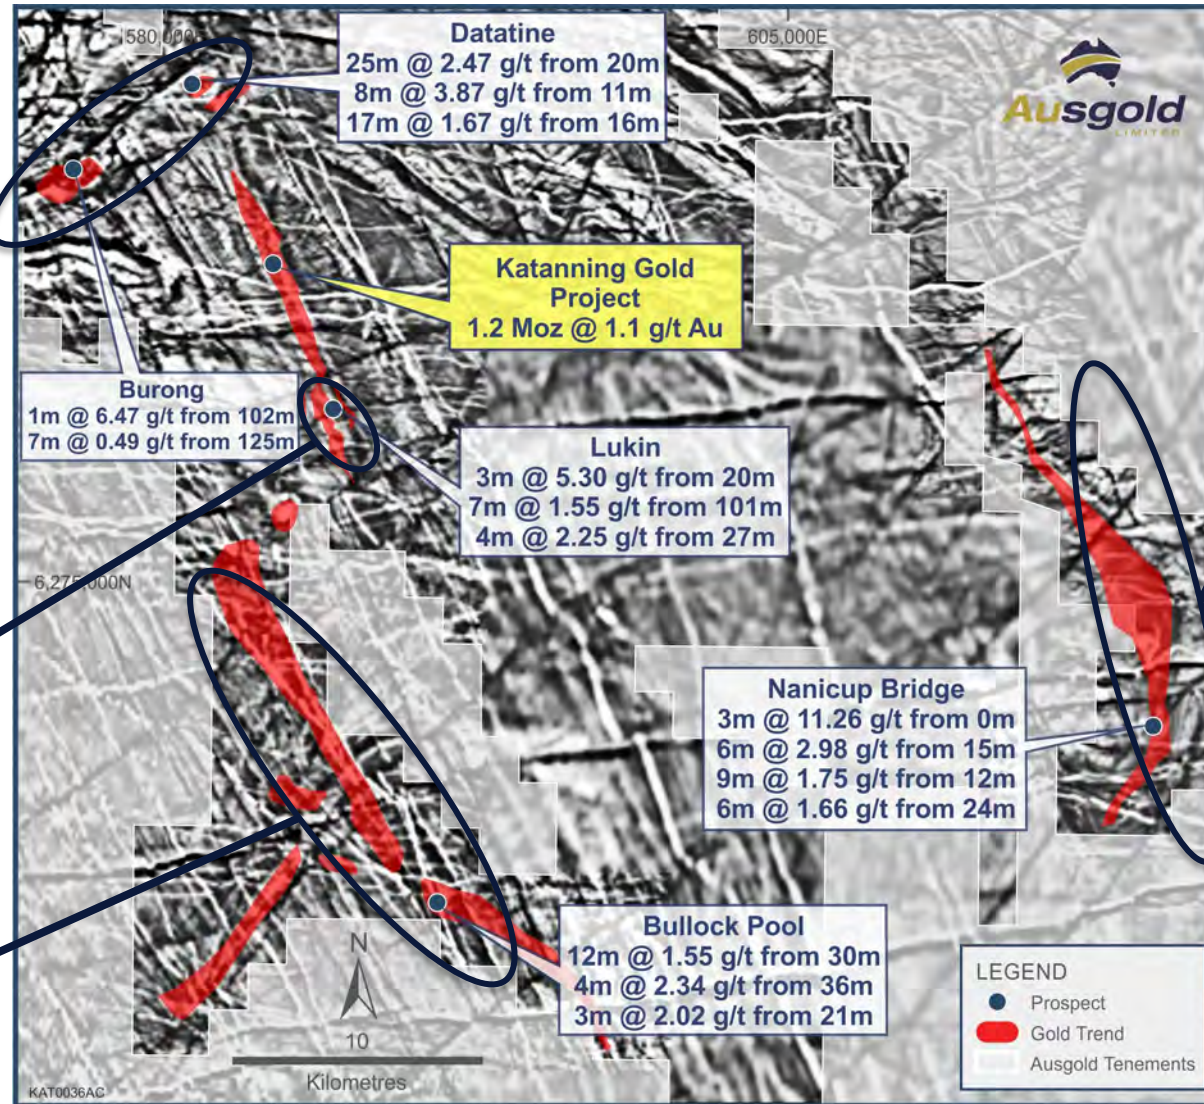 580,000E
605,000E
Datatine
25m @ 2.47 g/t from 20m
8m @ 3.87 g/t from 11m
17m @ 1.67 g/t from 16m
Ausgold
LIMITED
Katanning Gold
Project
1.2 Moz @ 1.1 g/t Au
Burong
1m @ 6.47 g/t from 102m
7m @ 0.49 g/t from 125m
Lukin
3m @ 5.30 g/t from 20m
7m @ 1.55 g/t from 101m
4m @ 2.25 g/t from 27m
6,275,000N
Nanicup Bridge
3m @ 11.26 g/t from 0m
6m @ 2.98 g/t from 15m
9m @ 1.75 g/t from 12m
6m @ 1.66 g/t from 24m
Bullock Pool
12m @ 1.55 g/t from 30m
4m @ 2.34 g/t from 36m
3m @ 2.02 g/t from 21m
N
10
Kilometres
LEGEND
Prospect
Gold Trend
Ausgold Tenements
KAT0036AC